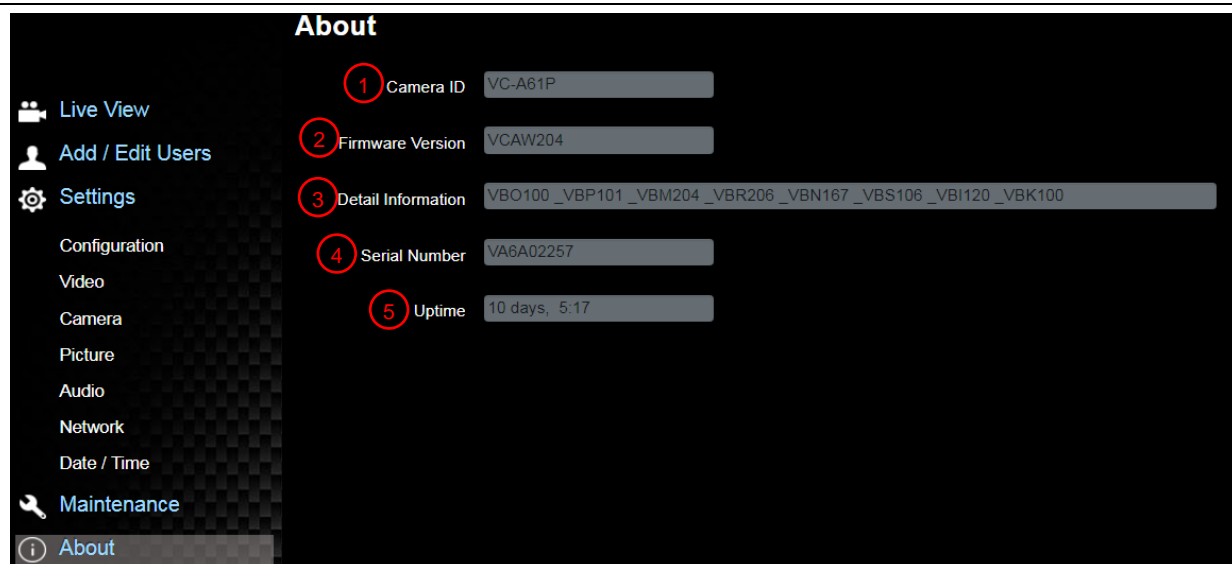 About
Live View
Add / Edit Users
Settings
Configuration
Video
Camera
Picture
Audio
Network
Date / Time
Maintenance
About
1 Camera ID VC-A61P
2 Firmware Version VCAW204
3 Detail Information VBO100 _VBP101 _VBM204 _VBR206 _VBN167 _VBS106 _VBI120 _VBK100
4 Serial Number VA6A02257
5 Uptime 10 days, 5:17